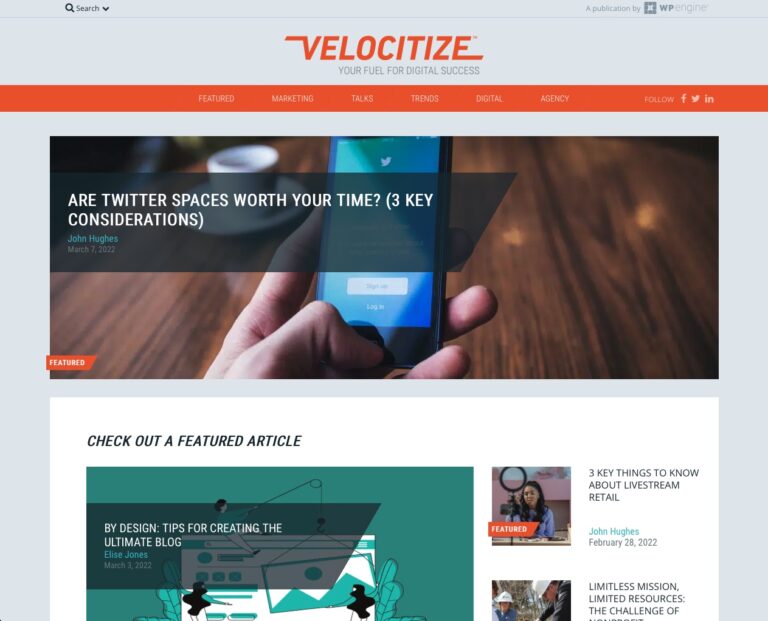 Search
A publication by WP engine
VELOCITIZE™
YOUR FUEL FOR DIGITAL SUCCESS
FEATURED MARKETING TALKS TRENDS DIGITAL AGENCY FOLLOW
ARE TWITTER SPACES WORTH YOUR TIME? (3 KEY
CONSIDERATIONS)
John Hughes
March 7, 2022
Sign up
Log in
FEATURED
CHECK OUT A FEATURED ARTICLE
BY DESIGN: TIPS FOR CREATING THE
ULTIMATE BLOG
Elise Jones
March 3, 2022
3 KEY THINGS TO KNOW
ABOUT LIVESTREAM
RETAIL
FEATURED
John Hughes
February 28, 2022
LIMITLESS MISSION,
LIMITED RESOURCES:
THE CHALLENGE OF
NONPROFIT